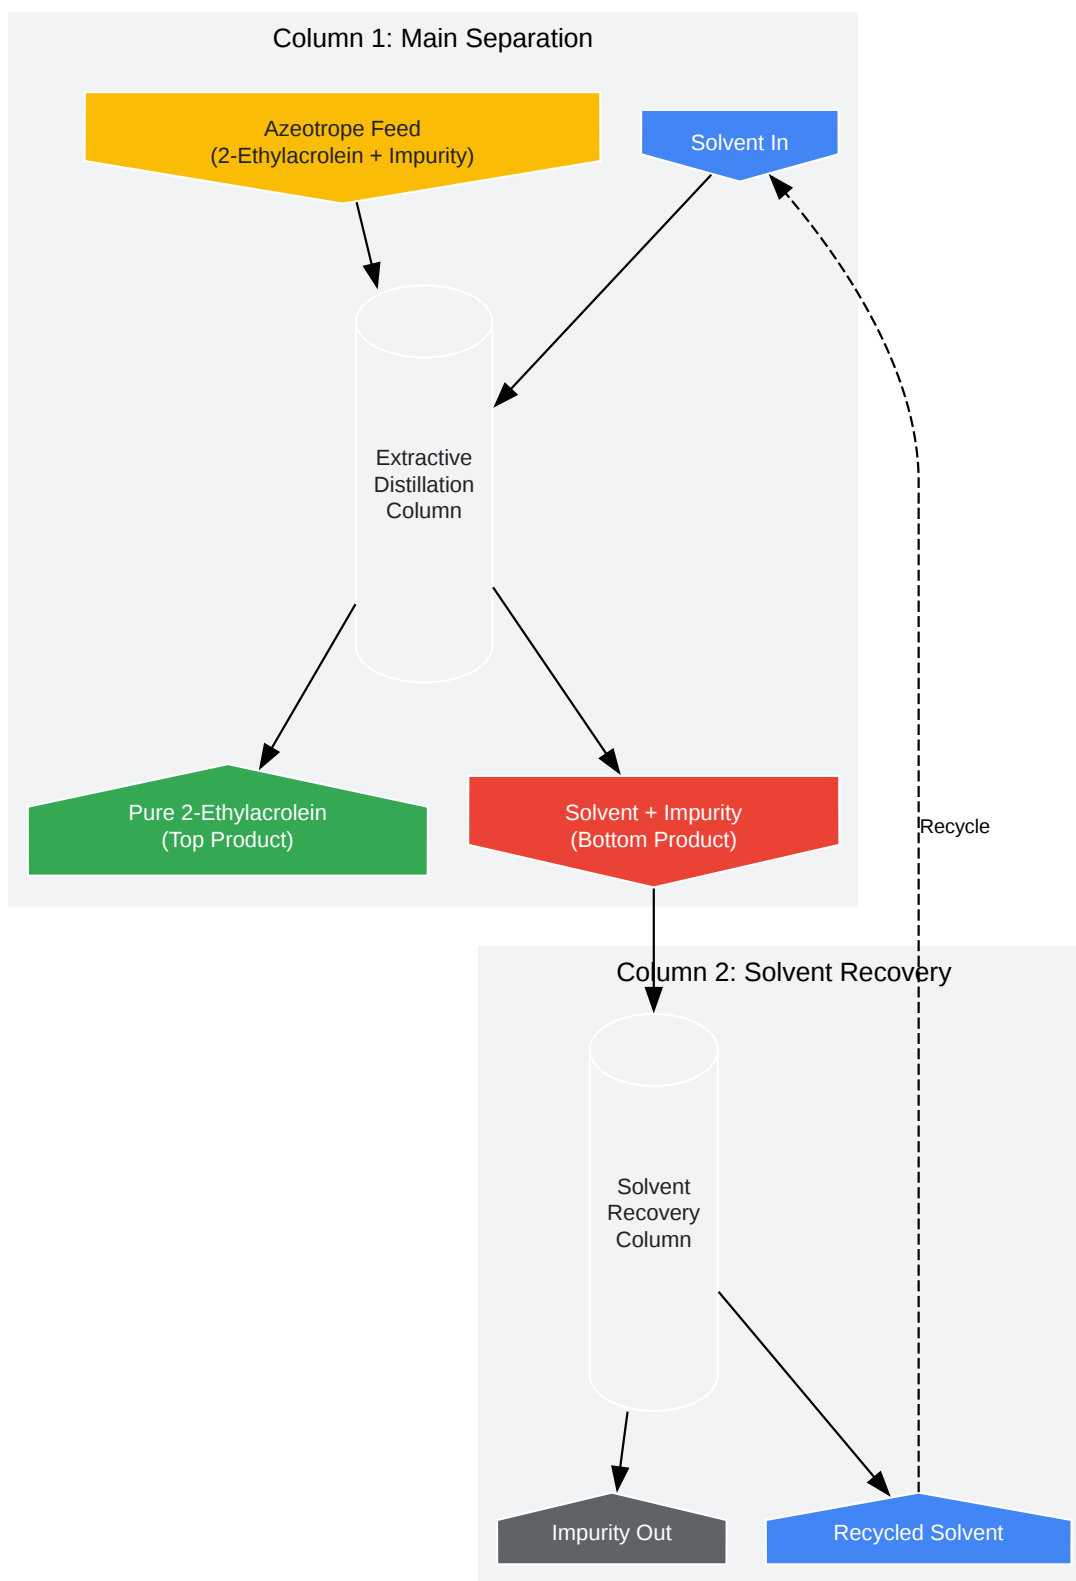 Column 1: Main Separation
Azeotrope Feed
(2-Ethylacrolein + Impurity)
Solvent In
Extractive
Distillation
Column
Pure 2-Ethylacrolein
(Top Product)
Solvent + Impurity
(Bottom Product)
Recycle
Column 2: Solvent Recovery
Solvent
Recovery
Column
Impurity Out
Recycled Solvent